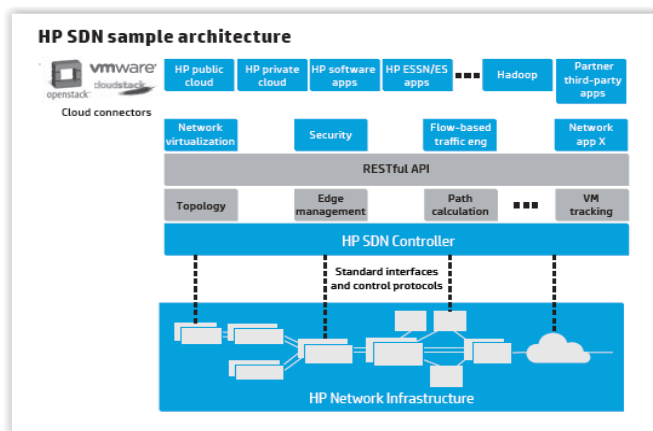 HP SDN sample architecture
openstack
vmware
cloudstack
Cloud connectors
HP public
cloud
HP private
cloud
HP software
apps
HP ESSN/ES
apps
Hadoop
Partner
third-party
apps
Network
virtualization
Security
Flow-based
traffic eng
Network
app X
RESTful API
Topology
Edge
management
Path
calculation
VM
tracking
HP SDN Controller
Standard interfaces
and control protocols
HP Network Infrastructure